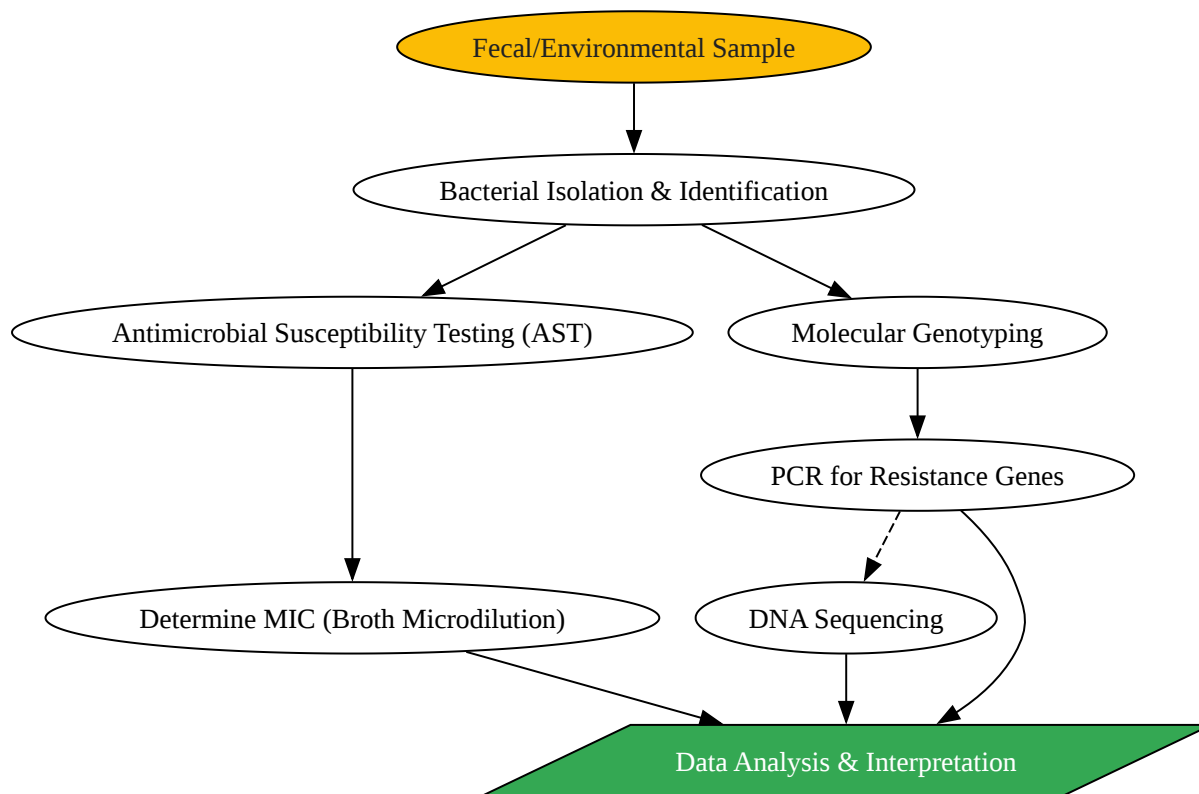 Fecal/Environmental Sample
Bacterial Isolation & Identification
Antimicrobial Susceptibility Testing (AST)
Molecular Genotyping
PCR for Resistance Genes
Determine MIC (Broth Microdilution)
DNA Sequencing
Data Analysis & Interpretation